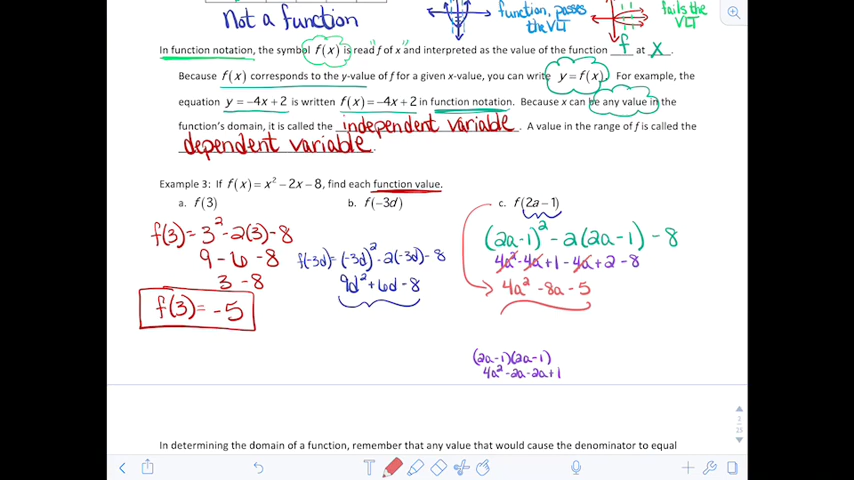 Not a function
function, passes
the VLT
fails the
VLT
In function notation, the symbol f(x) is read "f of x" and interpreted as the value of the function f at x.
Because f(x) corresponds to the y-value of f for a given x-value, you can write y = f(x). For example, the
equation y = −4x + 2 is written f(x) = −4x + 2 in function notation. Because x can be any value in the
function's domain, it is called the independent variable. A value in the range of f is called the
dependent variable.
Example 3: If f(x) = x² − 2x − 8, find each function value.
a. f(3) b. f(−3d) c. f(2a − 1)
f(3) = 3² − 2(3) − 8
9 − 6 − 8
3 − 8
f(3) = −5
f(−3d) = (−3d)² − 2(−3d) − 8
9d² + 6d − 8
(2a−1)² − 2(2a−1) − 8
4a² − 4a + 1 − 4a + 2 − 8
4a² − 8a − 5
(2a−1)(2a−1)
4a² − 2a − 2a + 1
In determining the domain of a function, remember that any value that would cause the denominator to equal